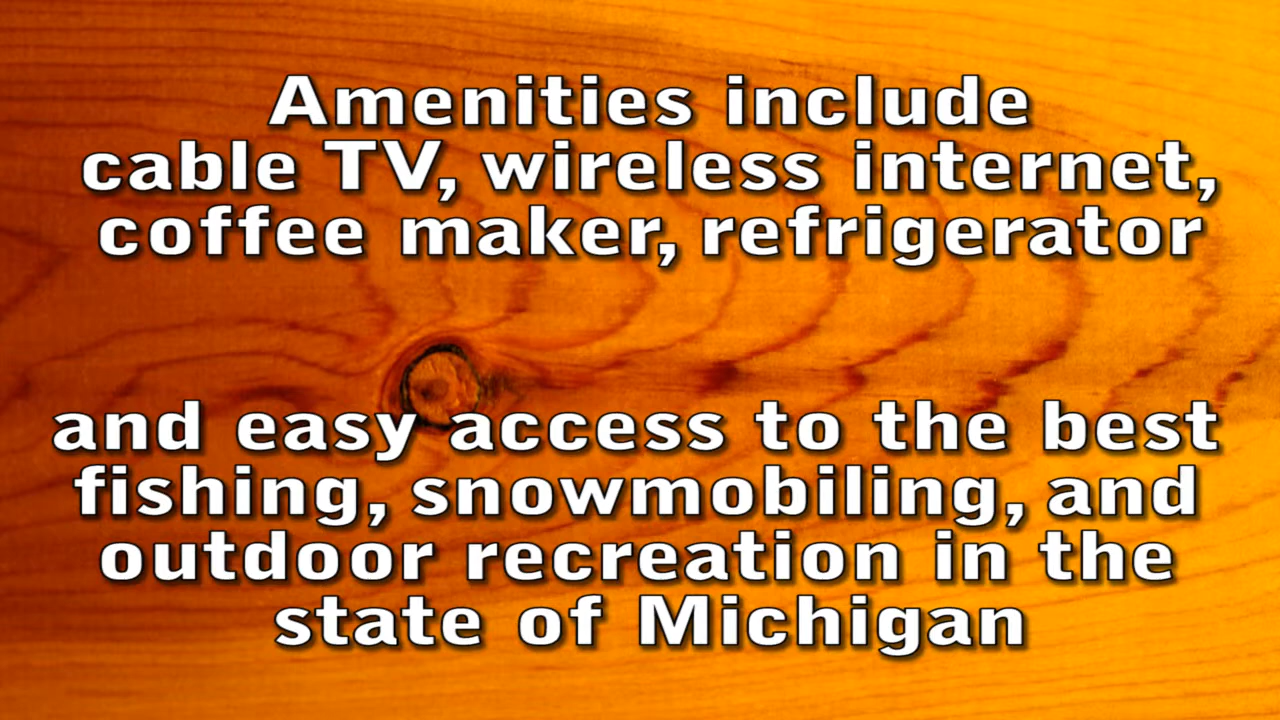 Amenities include
cable TV, wireless internet,
coffee maker, refrigerator
and easy access to the best
fishing, snowmobiling, and
outdoor recreation in the
state of Michigan